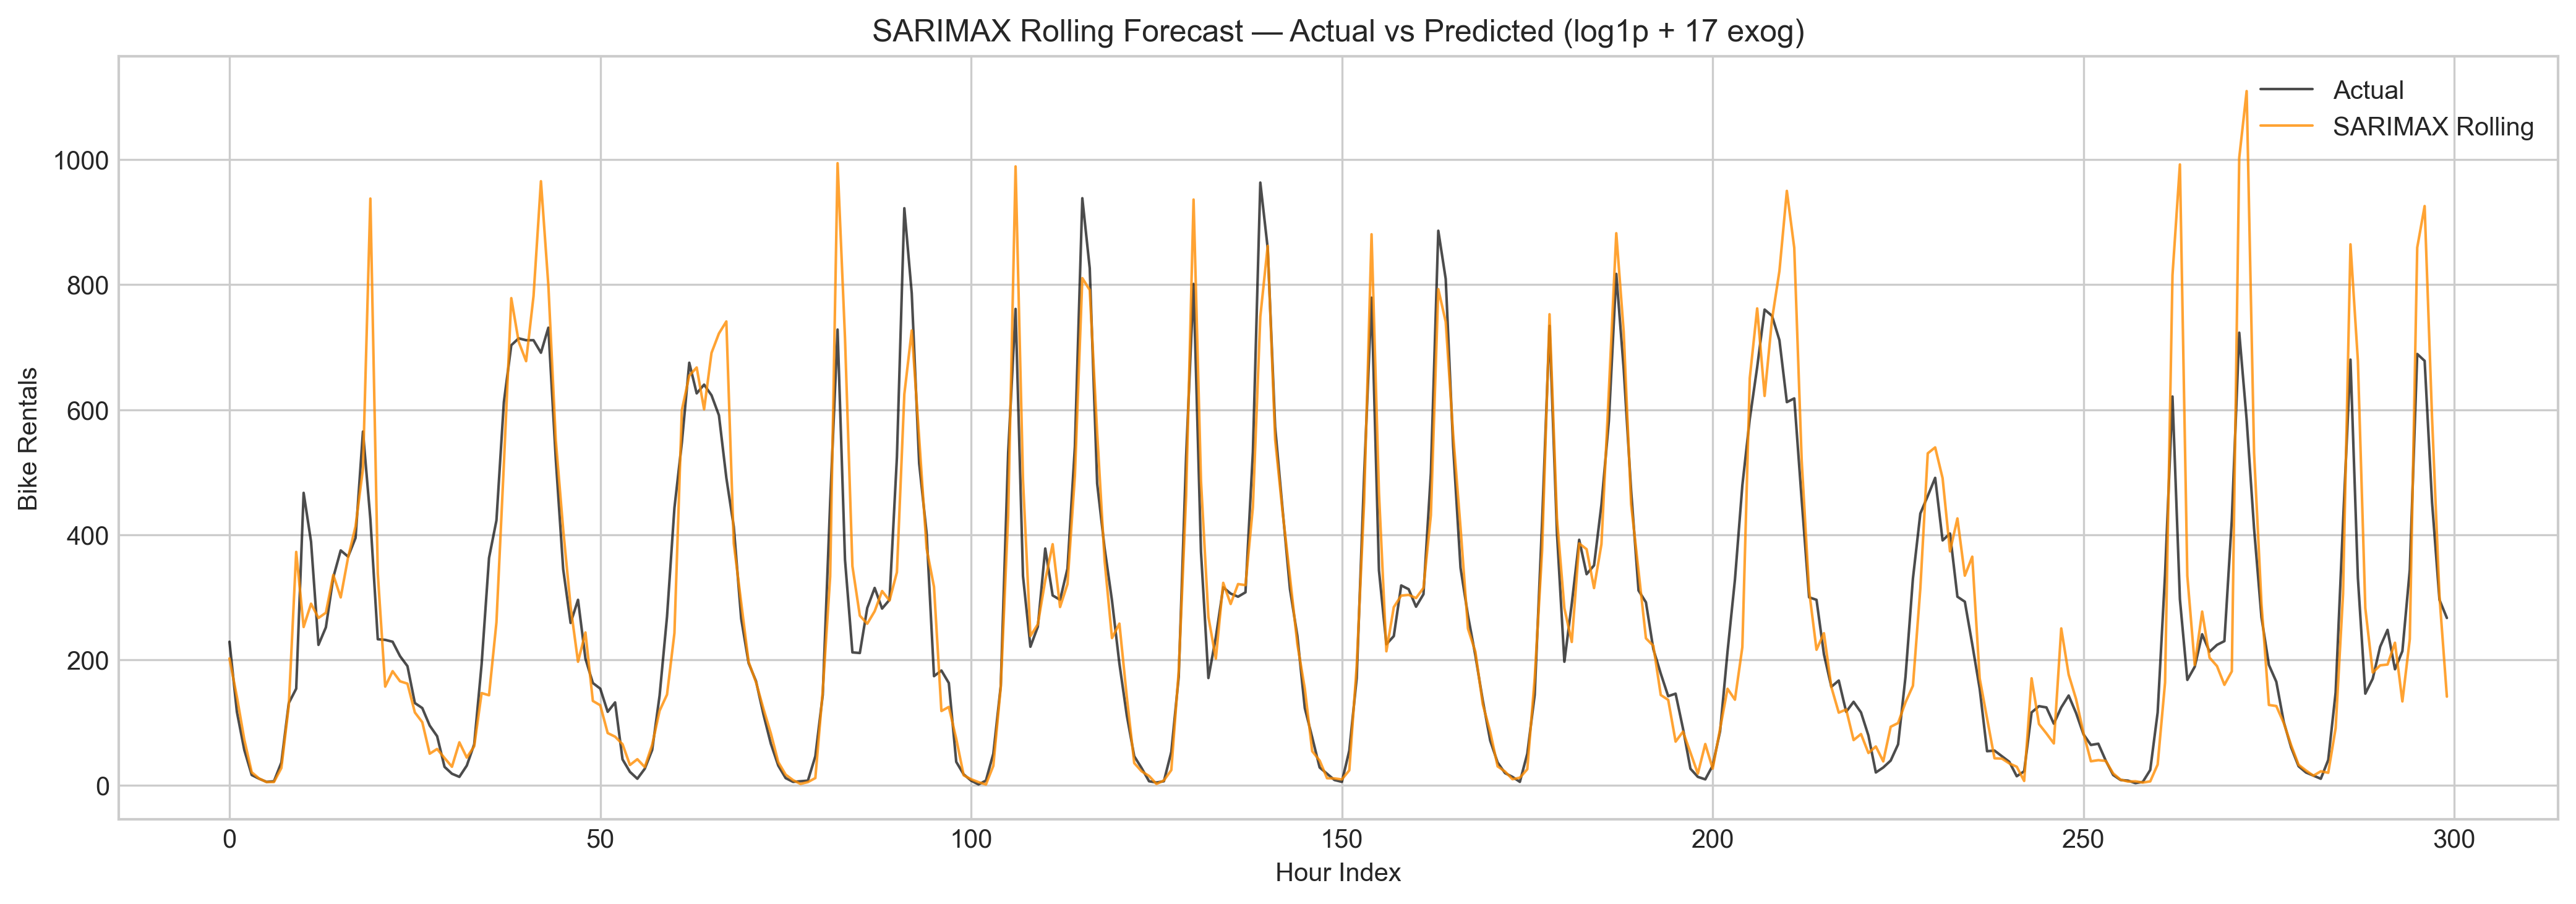 SARIMAX Rolling Forecast — Actual vs Predicted (log1p + 17 exog)
Actual
SARIMAX Rolling
Bike Rentals
1000
800
600
400
200
0
0 50 100 150 200 250 300
Hour Index